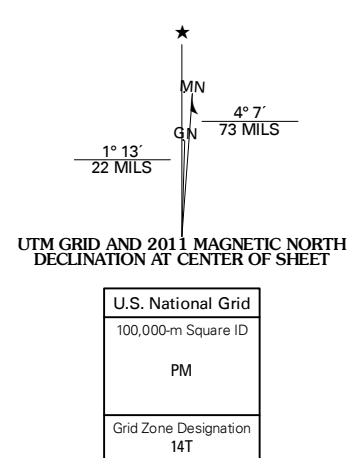 ★
MN
4° 7´
73 MILS
GN
1° 13´
22 MILS
UTM GRID AND 2011 MAGNETIC NORTH
DECLINATION AT CENTER OF SHEET
U.S. National Grid
100,000-m Square ID
PM
Grid Zone Designation
14T